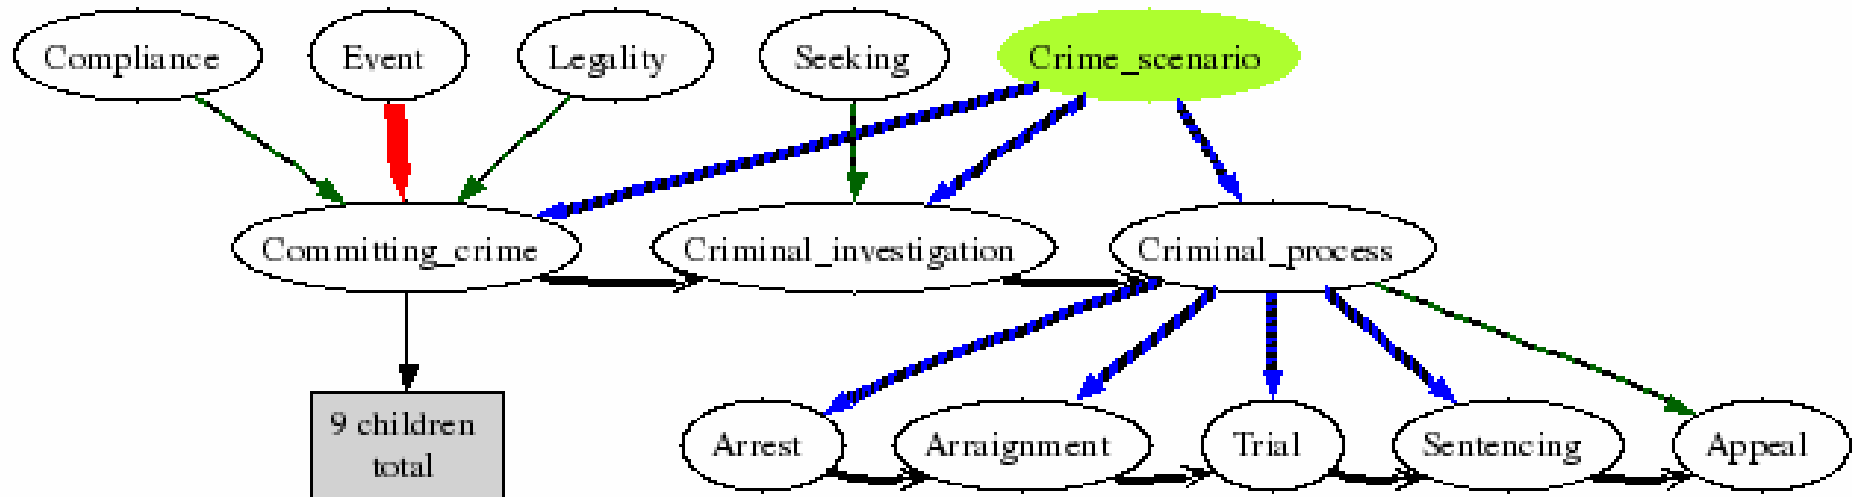 Compliance
Event
Legality
Seeking
Crime_scenario
Committing_crime
Criminal_investigation
Criminal_process
9 children
total
Arrest
Arraignment
Trial
Sentencing
Appeal